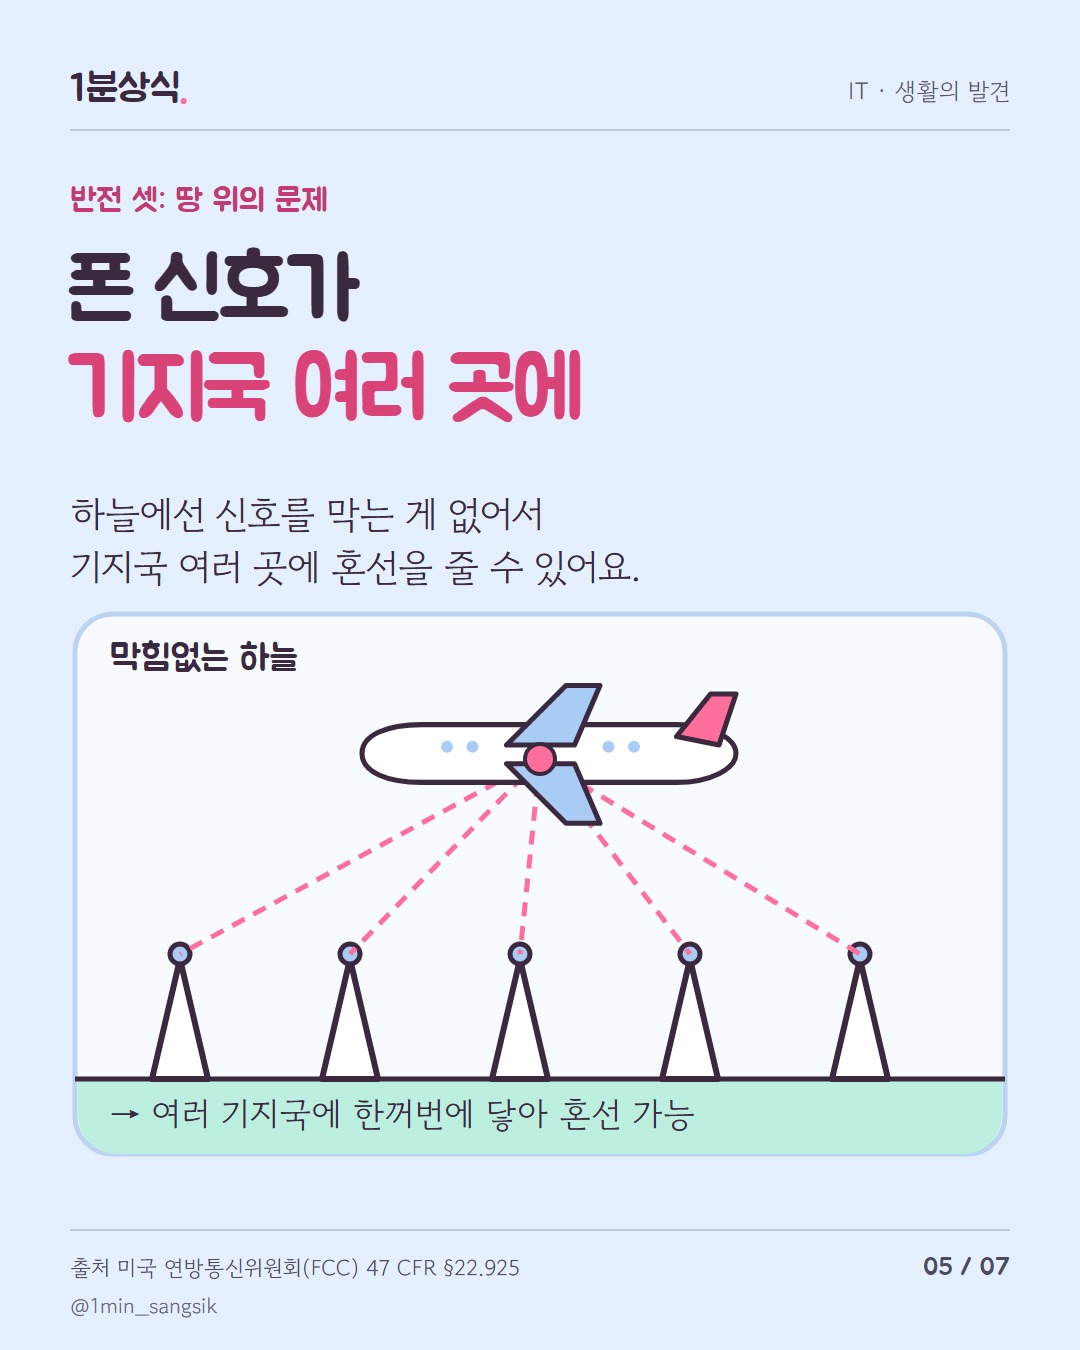 1분상식.
IT · 생활의 발견
반전 셋: 땅 위의 문제
폰 신호가
기지국 여러 곳에
하늘에선 신호를 막는 게 없어서
기지국 여러 곳에 혼선을 줄 수 있어요.
막힘없는 하늘
→ 여러 기지국에 한꺼번에 닿아 혼선 가능
출처 미국 연방통신위원회(FCC) 47 CFR §22.925
05 / 07
@1min_sangsik